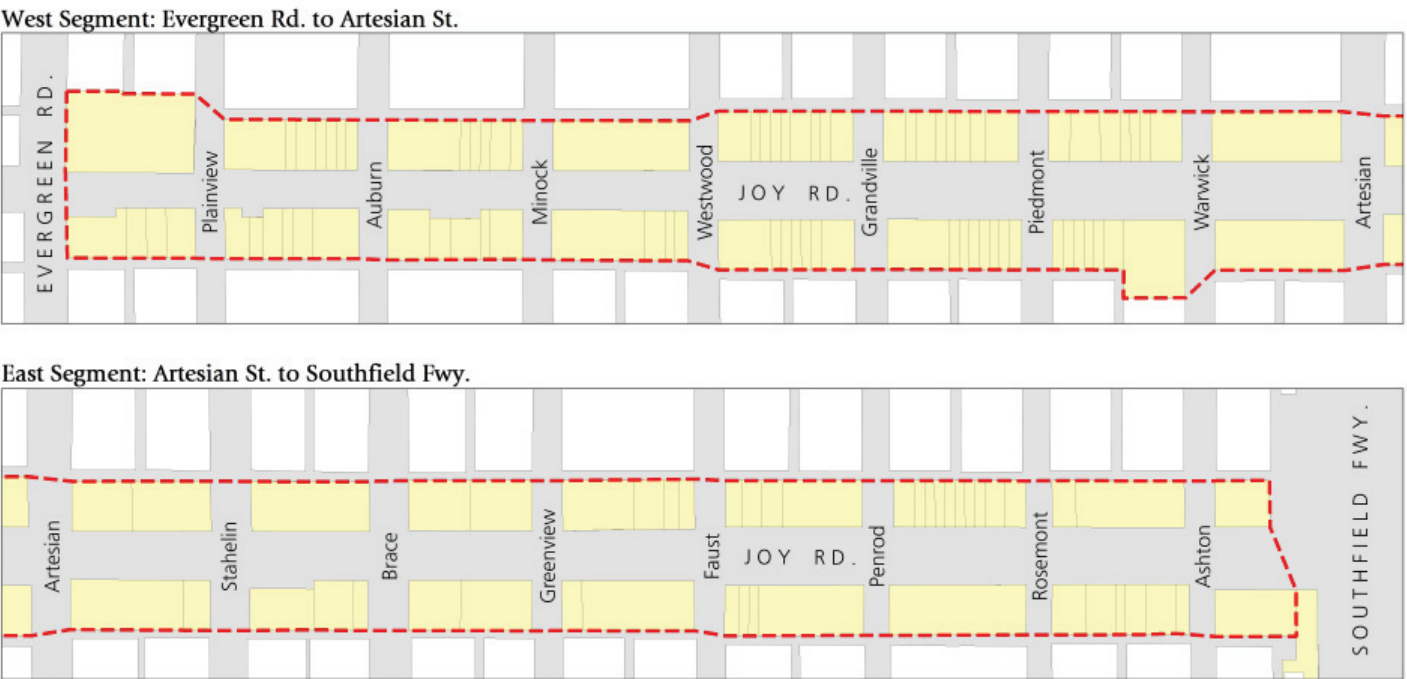 West Segment: Evergreen Rd. to Artesian St.
EVERGREEN RD.
Plainview
Auburn
Minock
Westwood
JOY RD.
Grandville
Piedmont
Warwick
Artesian
East Segment: Artesian St. to Southfield Fwy.
Artesian
Stahelin
Brace
Greenview
Faust
JOY RD.
Penrod
Rosemont
Ashton
SOUTHFIELD FWY.